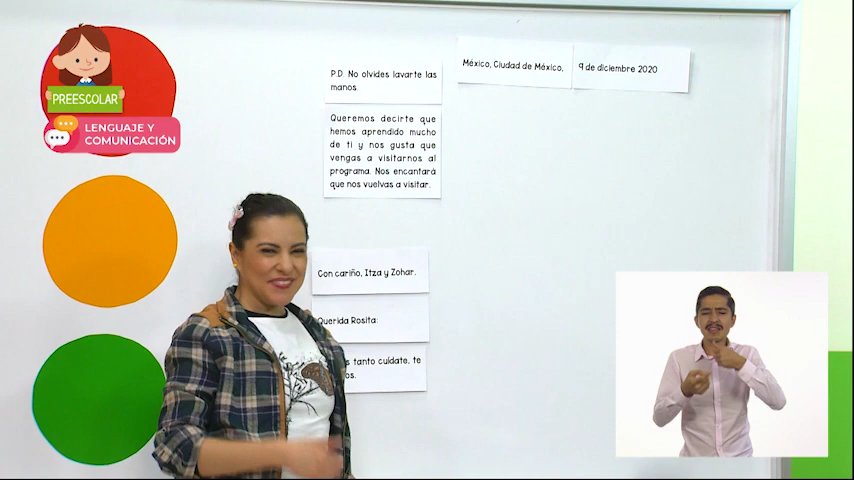 PREESCOLAR
LENGUAJE Y
COMUNICACIÓN
P.D. No olvides lavarte las
manos.
Queremos decirte que
hemos aprendido mucho
de ti y nos gusta que
vengas a visitarnos al
programa. Nos encantará
que nos vuelvas a visitar.
México, Ciudad de México,
9 de diciembre 2020
Con cariño, Itza y Zohar.
Querida Rosita:
tanto cuídate, te